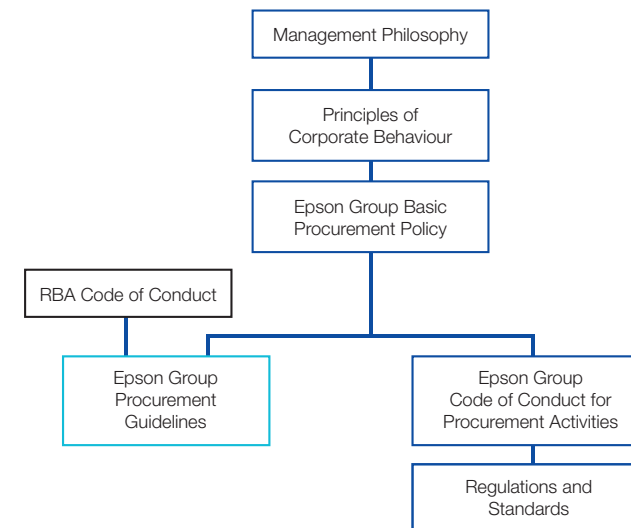 Management Philosophy
Principles of
Corporate Behaviour
Epson Group Basic
Procurement Policy
RBA Code of Conduct
Epson Group
Procurement
Guidelines
Epson Group
Code of Conduct for
Procurement Activities
Regulations and
Standards